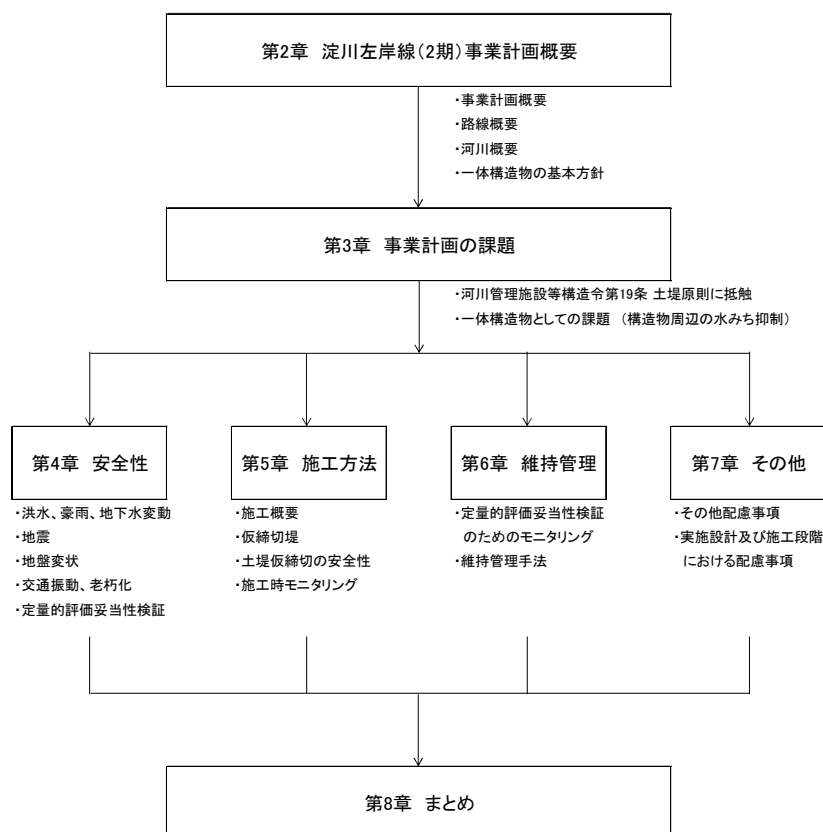 第2章 淀川左岸線(2期)事業計画概要
・事業計画概要
・路線概要
・河川概要
・一体構造物の基本方針
第3章 事業計画の課題
・河川管理施設等構造令第19条 土堤原則に抵触
・一体構造物としての課題 (構造物周辺の水みち抑制)
第4章 安全性
・洪水、豪雨、地下水変動
・地震
・地盤変状
・交通振動、老朽化
・定量的評価妥当性検証
第5章 施工方法
・施工概要
・仮締切堤
・土堤仮締切の安全性
・施工時モニタリング
第6章 維持管理
・定量的評価妥当性検証
のためのモニタリング
・維持管理手法
第7章 その他
・その他配慮事項
・実施設計及び施工段階
における配慮事項
第8章 まとめ